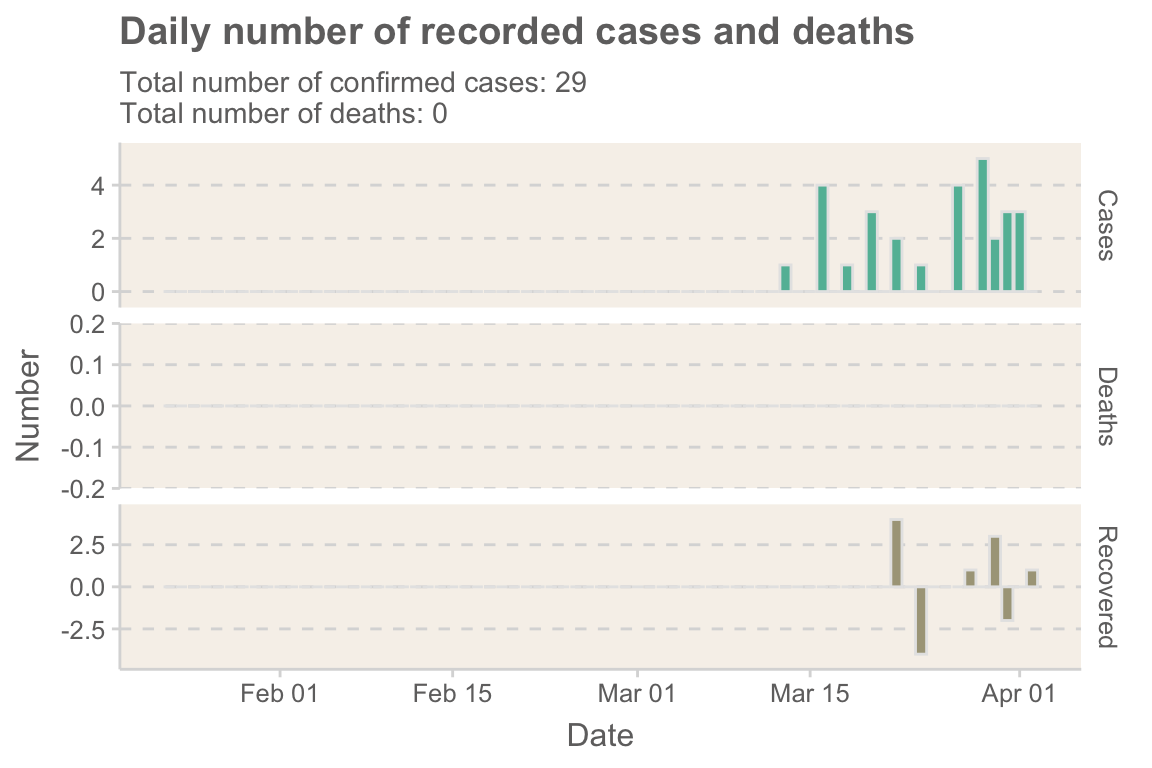 Daily number of recorded cases and deaths
Total number of confirmed cases: 29
Total number of deaths: 0
4
2
0
Cases
0.2
0.1
0.0
-0.1
-0.2
Deaths
Number
2.5
0.0
-2.5
Recovered
Feb 01 Feb 15 Mar 01 Mar 15 Apr 01
Date